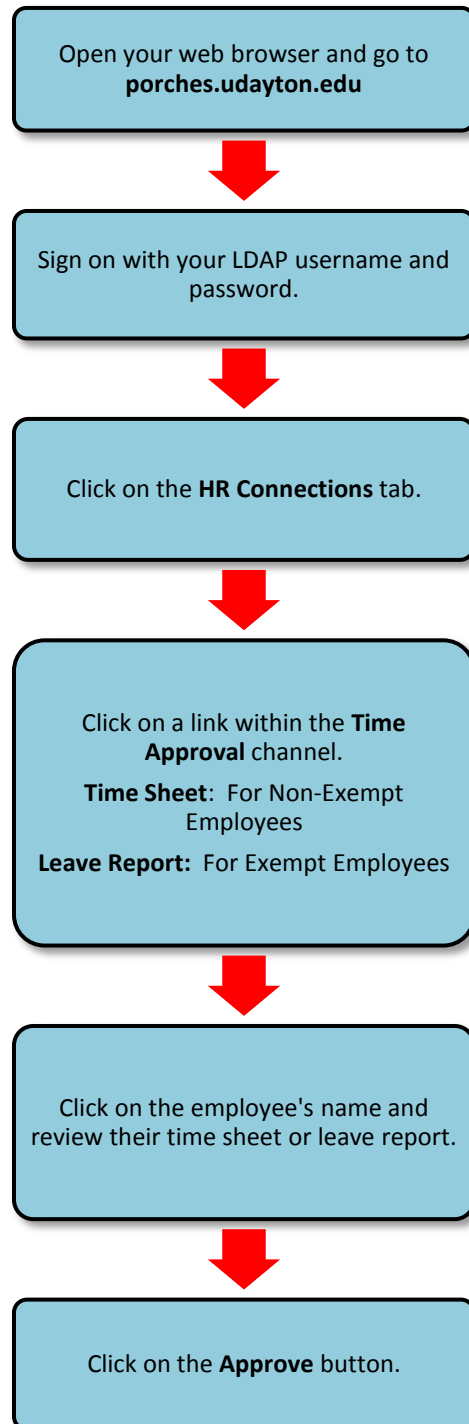 Open your web browser and go to
porches.udayton.edu
Sign on with your LDAP username and
password.
Click on the HR Connections tab.
Click on a link within the Time
Approval channel.
Time Sheet:  For Non-Exempt
Employees
Leave Report:  For Exempt Employees
Click on the employee's name and
review their time sheet or leave report.
Click on the Approve button.